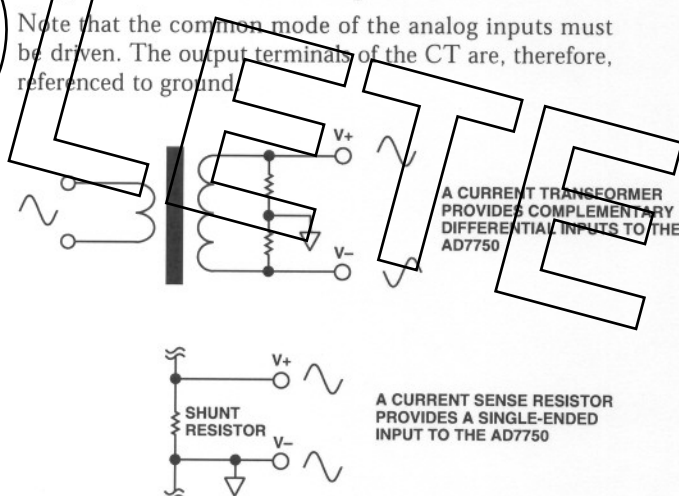 Note that the common mode of the analog inputs must
be driven. The output terminals of the CT are, therefore,
referenced to ground.
LETE
V+
A CURRENT TRANSFORMER
PROVIDES COMPLEMENTARY
DIFFERENTIAL INPUTS TO THE
AD7750
V–
V+
SHUNT
RESISTOR
A CURRENT SENSE RESISTOR
PROVIDES A SINGLE-ENDED
INPUT TO THE AD7750
V–